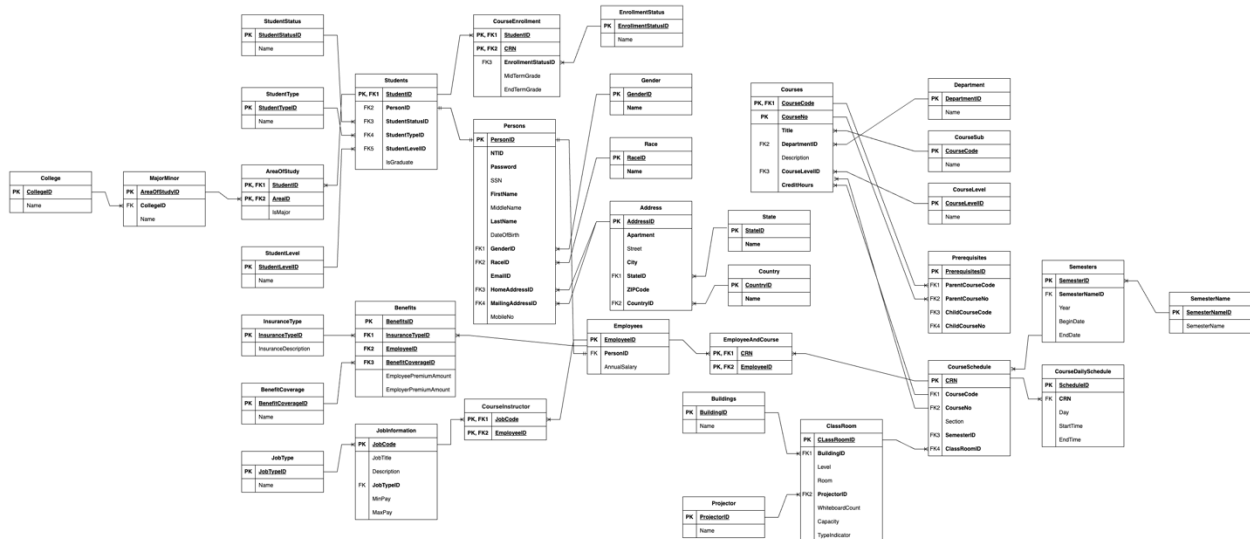 StudentStatus
PK StudentStatusID
Name
StudentType
PK StudentTypeID
Name
College
PK CollegeID
Name
MajorMinor
PK AreaOfStudyID
FK CollegeID
Name
AreaOfStudy
PK, FK1 StudentID
PK, FK2 AreaID
IsMajor
StudentLevel
PK StudentLevelID
Name
InsuranceType
PK InsuranceTypeID
InsuranceDescription
BenefitCoverage
PK BenefitCoverageID
Name
JobType
PK JobTypeID
Name
Students
PK, FK1 StudentID
FK2 PersonID
FK3 StudentStatusID
FK4 StudentTypeID
FK5 StudentLevelID
IsGraduate
Benefits
PK BenefitsID
FK1 InsuranceTypeID
FK2 EmployeeID
FK3 BenefitCoverageID
EmployeePremiumAmount
EmployerPremiumAmount
JobInformation
PK JobCode
JobTitle
Description
FK JobTypeID
MinPay
MaxPay
CourseEnrollment
PK, FK1 StudentID
PK, FK2 CRN
FK3 EnrollmentStatusID
MidTermGrade
EndTermGrade
Persons
PK PersonID
NTID
Password
SSN
FirstName
MiddleName
LastName
DateOfBirth
FK1 GenderID
FK2 RaceID
EmailID
FK3 HomeAddressID
FK4 MailingAddressID
MobileNo
CourseInstructor
PK, FK1 JobCode
PK, FK2 EmployeeID
EnrollmentStatus
PK EnrollmentStatusID
Name
Gender
PK GenderID
Name
Race
PK RaceID
Name
Address
PK AddressID
Apartment
Street
City
FK1 StateID
ZIPCode
FK2 CountryID
Employees
PK EmployeeID
FK PersonID
AnnualSalary
State
PK StateID
Name
Country
PK CountryID
Name
EmployeeAndCourse
PK, FK1 CRN
PK, FK2 EmployeeID
Buildings
PK BuildingID
Name
Projector
PK ProjectorID
Name
Courses
PK, FK1 CourseCode
PK CourseNo
Title
FK2 DepartmentID
Description
FK3 CourseLevelID
CreditHours
ClassRoom
PK CLassRoomID
FK1 BuildingID
Level
Room
FK2 ProjectorID
WhiteboardCount
Capacity
TypeIndicator
Department
PK DepartmentID
Name
CourseSub
PK CourseCode
Name
CourseLevel
PK CourseLevelID
Name
Prerequisites
PK PrerequisitesID
FK1 ParentCourseCode
FK2 ParentCourseNo
FK3 ChildCourseCode
FK4 ChildCourseNo
CourseSchedule
PK CRN
FK1 CourseCode
FK2 CourseNo
Section
FK3 SemesterID
FK4 ClassRoomID
Semesters
PK SemesterID
FK SemesterNameID
Year
BeginDate
EndDate
CourseDailySchedule
PK ScheduleID
FK CRN
Day
StartTime
EndTime
SemesterName
PK SemesterNameID
SemesterName